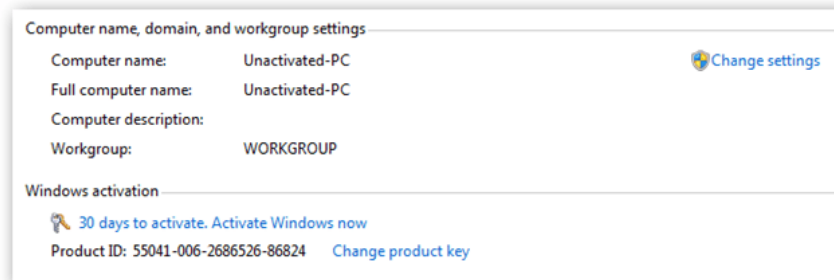 Computer name, domain, and workgroup settings
Computer name: Unactivated-PC Change settings
Full computer name: Unactivated-PC
Computer description:
Workgroup: WORKGROUP
Windows activation
30 days to activate. Activate Windows now
Product ID: 55041-006-2686526-86824 Change product key